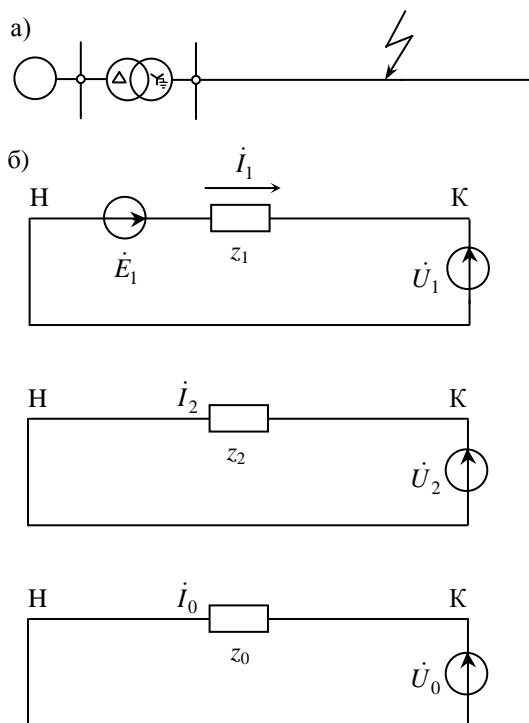 а)
б)
Н İ₁ К
Ė₁ z₁ U̇₁
Н İ₂ К
z₂ U̇₂
Н İ₀ К
z₀ U̇₀